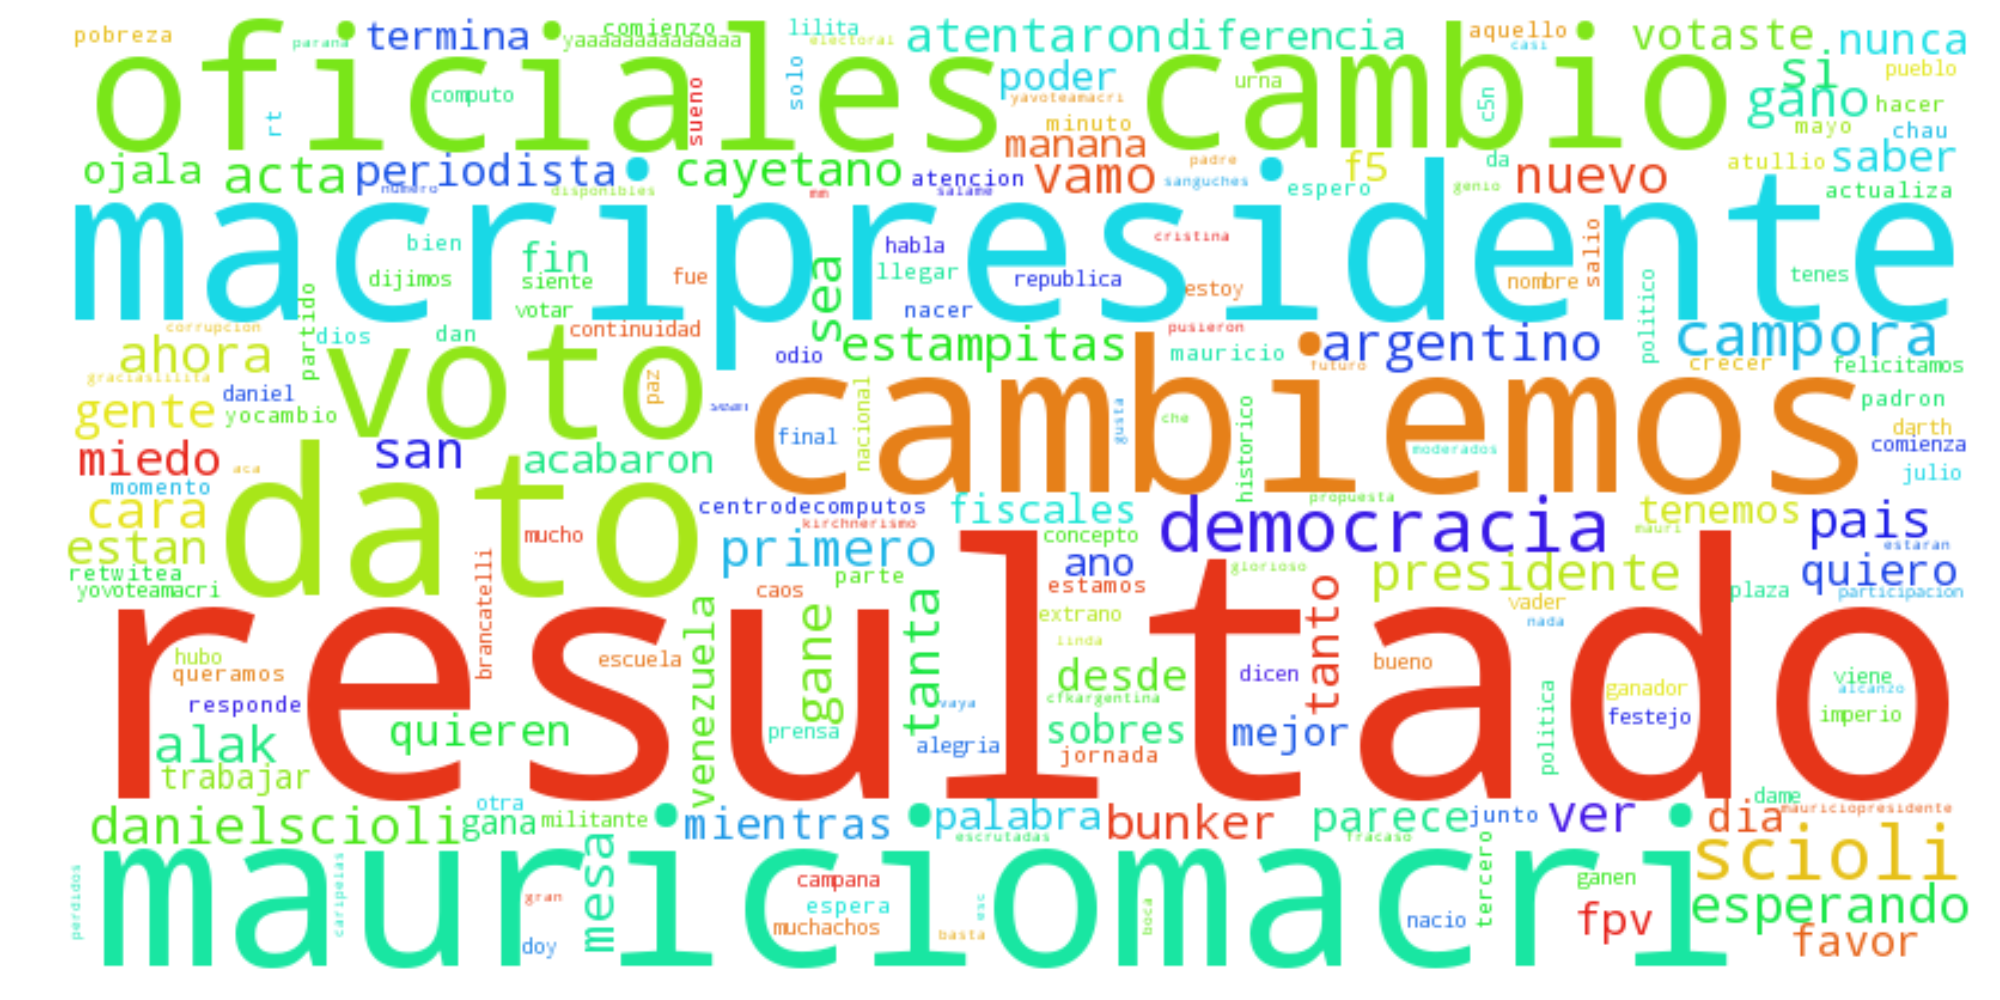 pobreza
parana
termina
comienzo
yaaaaaaaaaaaaaaa
lilita
electoral
atentaron
diferencia
aquello
casi
votaste
nunca
oficiales
cambio
computo
sueno
solo
poder
yavoteamacri
urna
c5n
si
pueblo
gano
hacer
rt
minuto
mayo
chau
manana
ojala
acta
periodista
numero
disponibles
cayetano
atencion
salame
mm
vamo
padre
sanguches
espero
f5
da
genio
nuevo
atullio
saber
actualiza
macripresidente
bien
dijimos
fin
siente
votar
fue
sea
habla
llegar
nacer
cristina
republica
estoy
nombre
salio
politico
tenes
corrupcion
ahora
partido
dios
dan
continuidad
odio
estampitas
pusieron
mauricio
argentino
futuro
campora
crecer
felicitamos
graciaslilita
voto
paz
daniel
gente
yocambio
sean
cambiemos
nacional
final
gusta
che
historico
moderados
padron
darth
comienza
julio
miedo
aca
san
acabaron
momento
dato
cara
estan
mucho
centrodecomputos
kirchnerismo
fiscales
concepto
propuesta
democracia
tenemos
mauri
pais
estaran
primero
ano
glorioso
presidente
quiero
retwitea
yovoteamacri
brancatelli
caos
parte
estamos
extrano
vader
nada
plaza
participacion
resultado
hubo
queramos
responde
escuela
venezuela
gane
prensa
tanta
vaya
alegria
linda
desde
cfkargentina
sobres
jornada
dicen
mejor
tanto
bueno
politica
ganador
festejo
viene
alcanzo
imperio
alak
quieren
trabajar
danielscioli
otra
gana
militante
mientras
palabra
escrutadas
bunker
parece
fracaso
junto
ver
dia
dame
mauriciopresidente
mauriciomacri
scioli
perdidos
caripelas
gran
doy
mesa
campana
espera
muchachos
basta
esc
boca
nacio
tercero
ganen
fpv
esperando
favor